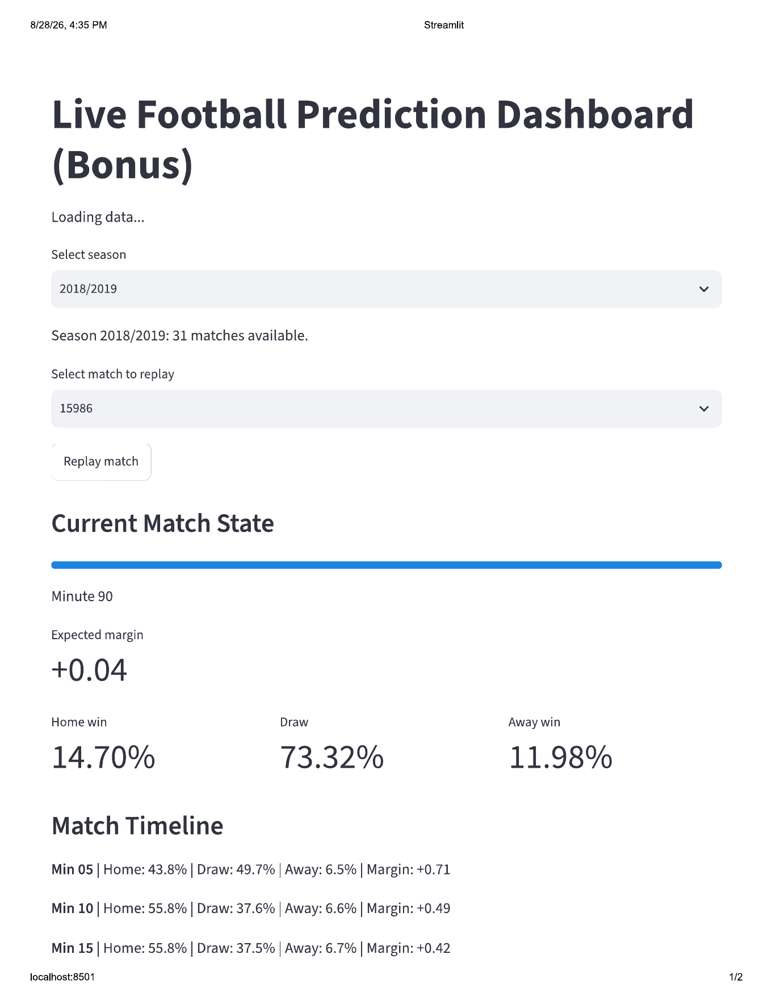 8/28/26, 4:35 PM Streamlit
Live Football Prediction Dashboard
(Bonus)
Loading data...
Select season
2018/2019
Season 2018/2019: 31 matches available.
Select match to replay
15986
Replay match
Current Match State
Minute 90
Expected margin
+0.04
Home win Draw Away win
14.70% 73.32% 11.98%
Match Timeline
Min 05 | Home: 43.8% | Draw: 49.7% | Away: 6.5% | Margin: +0.71
Min 10 | Home: 55.8% | Draw: 37.6% | Away: 6.6% | Margin: +0.49
Min 15 | Home: 55.8% | Draw: 37.5% | Away: 6.7% | Margin: +0.42
localhost:8501 1/2